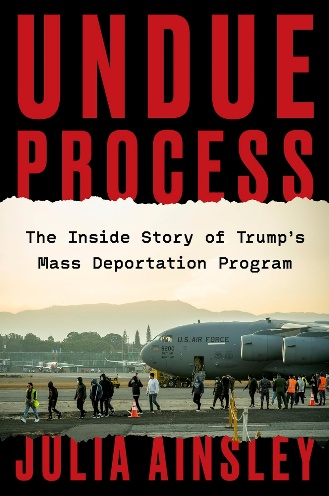 UNDUE
PROCESS
The Inside Story of Trump's
Mass Deportation Program
U.S. AIR FORCE
JULIA AINSLEY